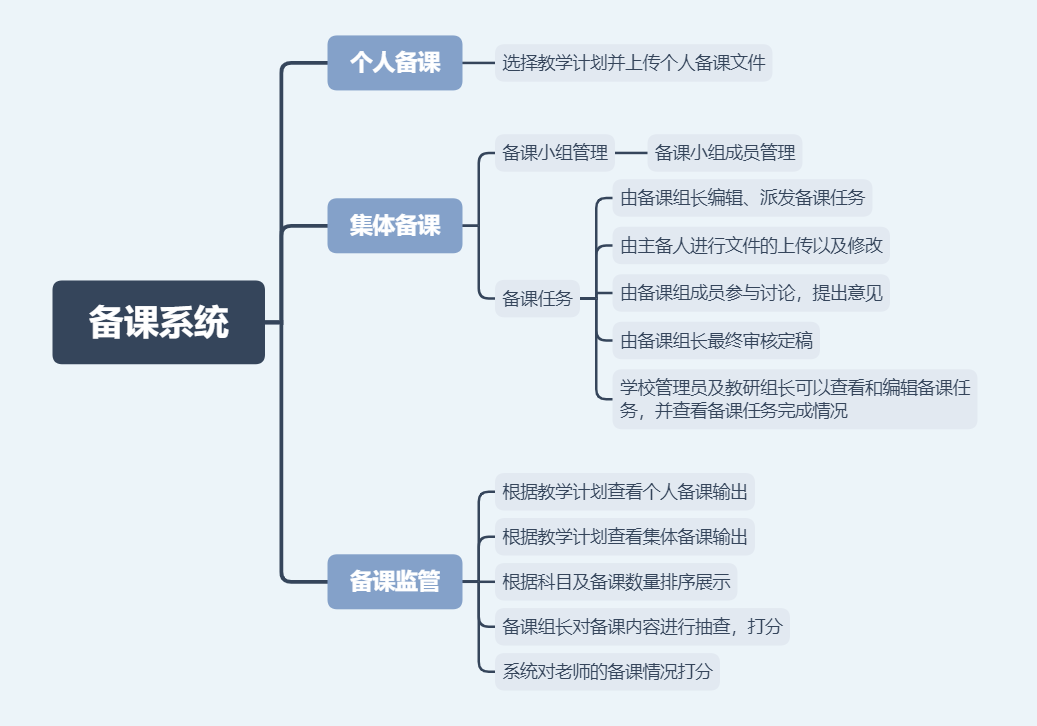 备课系统
个人备课
选择教学计划并上传个人备课文件
集体备课
备课小组管理
备课小组成员管理
备课任务
由备课组长编辑、派发备课任务
由主备人进行文件的上传以及修改
由备课组成员参与讨论，提出意见
由备课组长最终审核定稿
学校管理员及教研组长可以查看和编辑备课任
务，并查看备课任务完成情况
备课监管
根据教学计划查看个人备课输出
根据教学计划查看集体备课输出
根据科目及备课数量排序展示
备课组长对备课内容进行抽查，打分
系统对老师的备课情况打分